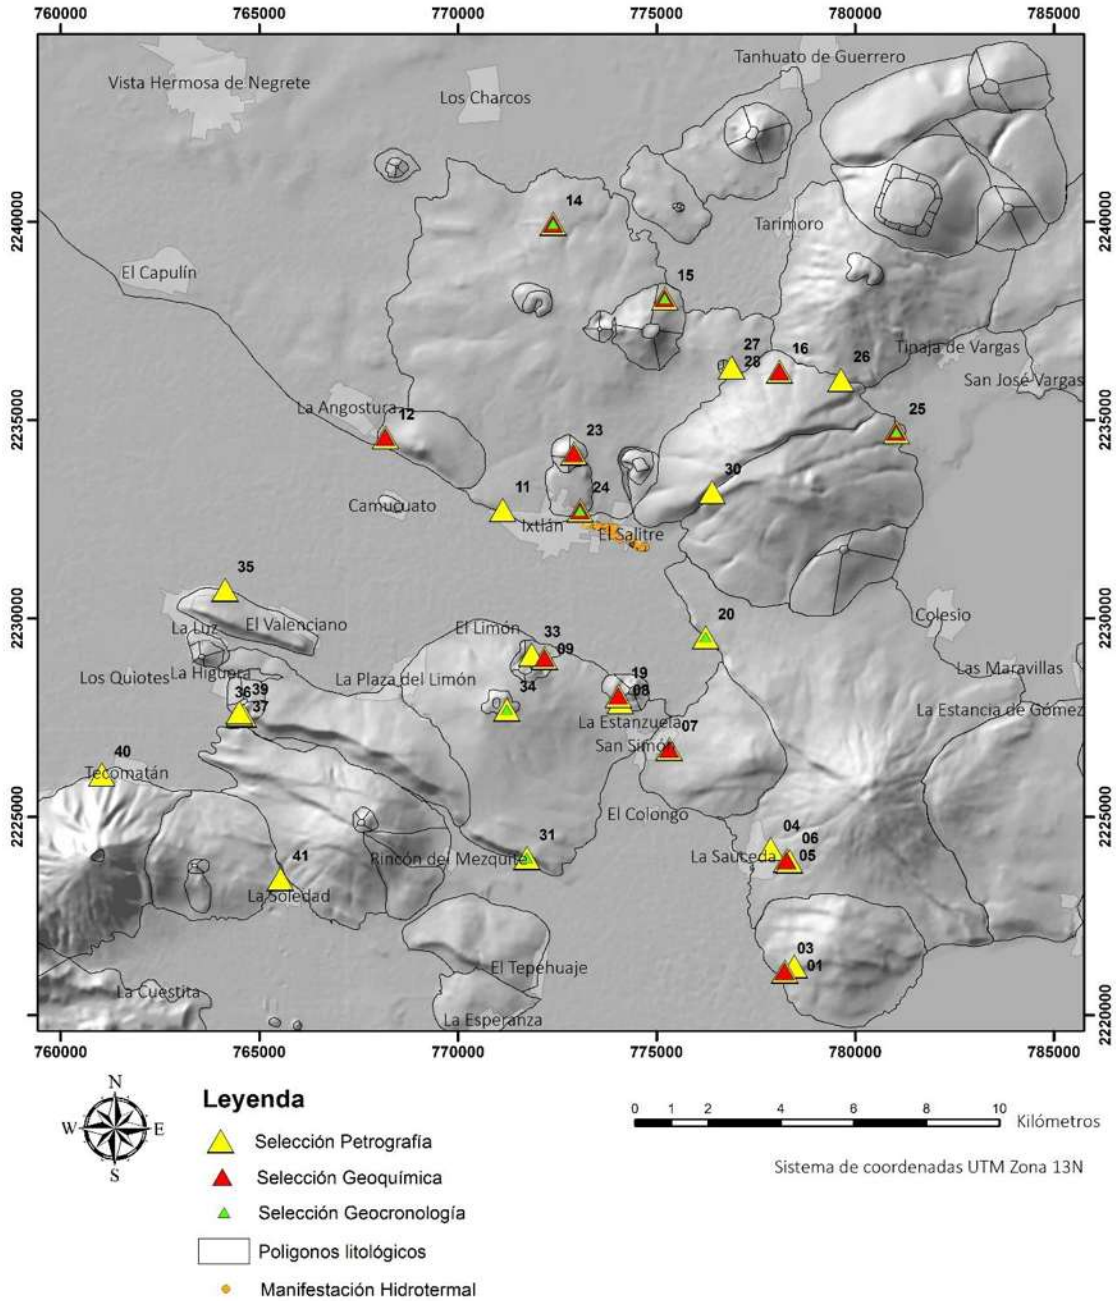 760000 765000 770000 775000 780000 785000
Tanhuato de Guerrero
Vista Hermosa de Negrete
Los Charcos
14
2240000 2240000
Tarímoro
El Capulín
15
27 16 26
28
Tinaja de Vargas
San José Vargas
La Angostura
12
25
2235000 2235000
23
30
11 24
Camucuato
Ixtlán
El Salitre
35
2230000 2230000
20
Colesio
La Luz
El Valenciano
El Limón
33
09
Las Maravillas
La Higuera
Los Quiotes
La Plaza del Limón
19
34
08
36 39
37
La Estanzuela
La Estancia de Gómez
07
San Simón
40
Tecomatán
2225000 2225000
El Colongo
04
06
31
La Sauceda
05
Rincón del Mezquite
41
La Soledad
03
01
El Tepehuaje
La Cuestita
2220000
La Esperanza
760000 765000 770000 775000 780000 785000
N
W E
S
Leyenda
Selección Petrografía
Selección Geoquímica
Selección Geocronología
Poligonos litológicos
Manifestación Hidrotermal
0 1 2 4 6 8 10
Kilómetros
Sistema de coordenadas UTM Zona 13N